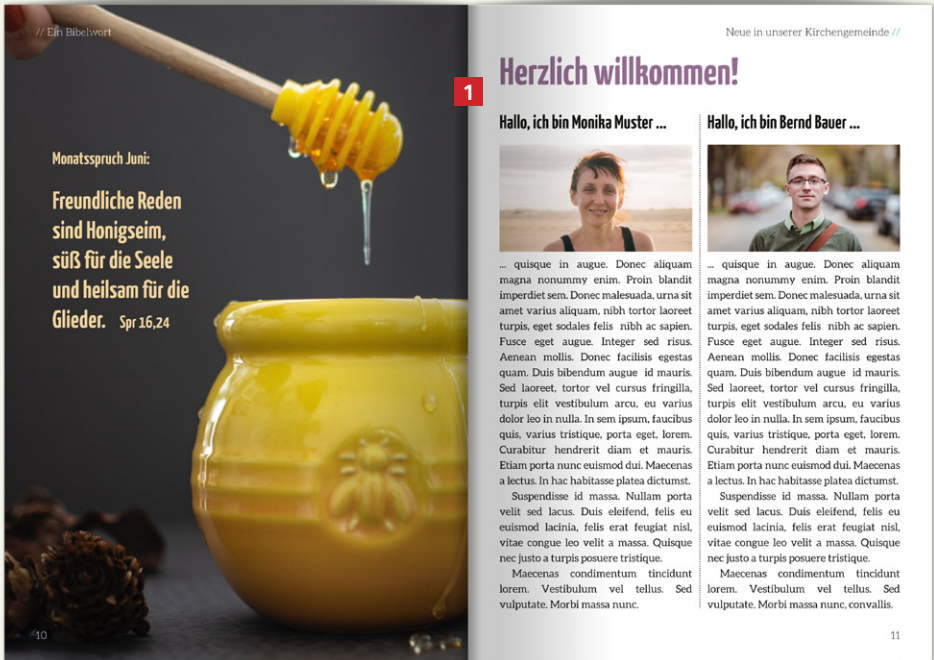 // Ein Bibelwort
Monatsspruch Juni:
Freundliche Reden
sind Honigseim,
süß für die Seele
und heilsam für die
Glieder. Spr 16,24
10
1
Neue in unserer Kirchengemeinde //
Herzlich willkommen!
Hallo, ich bin Monika Muster ...
... quisque in augue. Donec aliquam
magna nonummy enim. Proin blandit
imperdiet sem. Donec malesuada, urna sit
amet varius aliquam, nibh tortor laoreet
turpis, eget sodales felis nibh ac sapien.
Fusce eget augue. Integer sed risus.
Aenean mollis. Donec facilisis egestas
quam. Duis bibendum augue id mauris.
Sed laoreet, tortor vel cursus fringilla,
turpis elit vestibulum arcu, eu varius
dolor leo in nulla. In sem ipsum, faucibus
quis, varius tristique, porta eget, lorem.
Curabitur hendrerit diam et mauris.
Etiam porta nunc euismod dui. Maecenas
a lectus. In hac habitasse platea dictumst.
Suspendisse id massa. Nullam porta
velit sed lacus. Duis eleifend, felis eu
euismod lacinia, felis erat feugiat nisl,
vitae congue leo velit a massa. Quisque
nec justo a turpis posuere tristique.
Maecenas condimentum tincidunt
lorem. Vestibulum vel tellus. Sed
vulputate. Morbi massa nunc.
Hallo, ich bin Bernd Bauer ...
... quisque in augue. Donec aliquam
magna nonummy enim. Proin blandit
imperdiet sem. Donec malesuada, urna sit
amet varius aliquam, nibh tortor laoreet
turpis, eget sodales felis nibh ac sapien.
Fusce eget augue. Integer sed risus.
Aenean mollis. Donec facilisis egestas
quam. Duis bibendum augue id mauris.
Sed laoreet, tortor vel cursus fringilla,
turpis elit vestibulum arcu, eu varius
dolor leo in nulla. In sem ipsum, faucibus
quis, varius tristique, porta eget, lorem.
Curabitur hendrerit diam et mauris.
Etiam porta nunc euismod dui. Maecenas
a lectus. In hac habitasse platea dictumst.
Suspendisse id massa. Nullam porta
velit sed lacus. Duis eleifend, felis eu
euismod lacinia, felis erat feugiat nisl,
vitae congue leo velit a massa. Quisque
nec justo a turpis posuere tristique.
Maecenas condimentum tincidunt
lorem. Vestibulum vel tellus. Sed
vulputate. Morbi massa nunc, convallis.
11